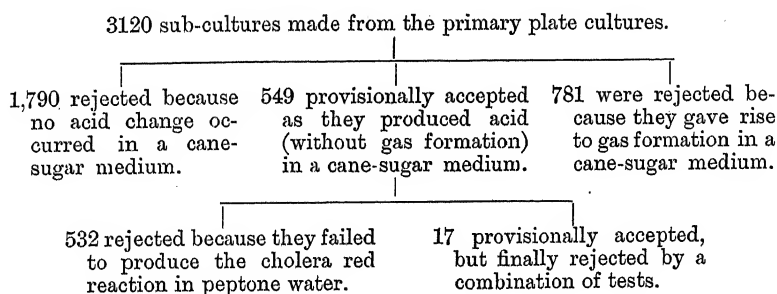 3120 sub-cultures made from the primary plate cultures.
1,790 rejected because
no acid change oc-
curred in a cane-
sugar medium.
549 provisionally accepted
as they produced acid
(without gas formation)
in a cane-sugar medium.
781 were rejected be-
cause they gave rise
to gas formation in a
cane-sugar medium.
532 rejected because they failed
to produce the cholera red
reaction in peptone water.
17 provisionally accepted,
but finally rejected by a
combination of tests.